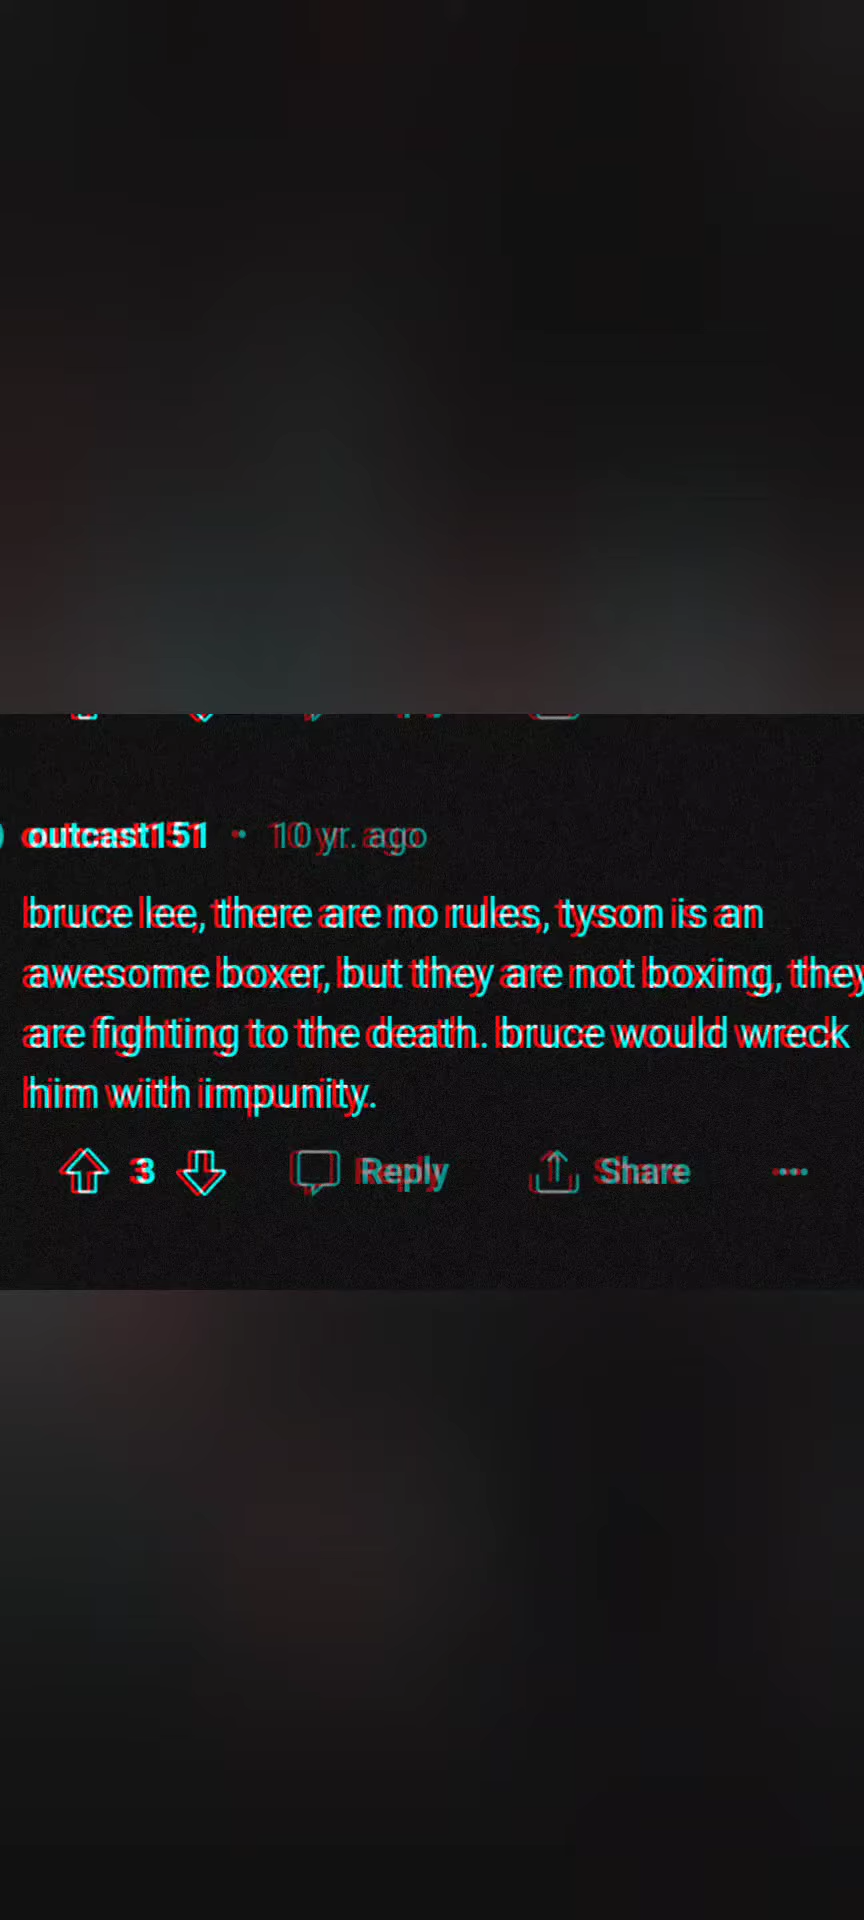 outcast151 • 10 yr. ago
bruce lee, there are no rules, tyson is an
awesome boxer, but they are not boxing, they
are fighting to the death. bruce would wreck
him with impunity.
3 Reply Share ...